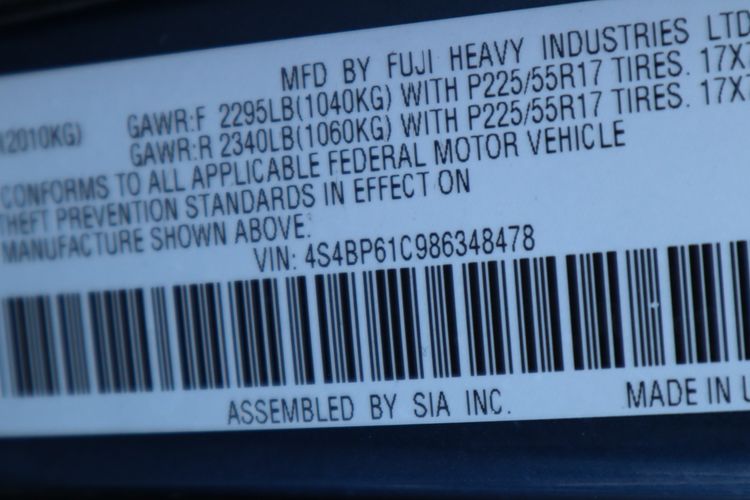 MFD BY FUJI HEAVY INDUSTRIES LTD
GAWR:F 2295LB(1040KG) WITH P225/55R17 TIRES. 17X
(2010KG) GAWR:R 2340LB(1060KG) WITH P225/55R17 TIRES. 17X
CONFORMS TO ALL APPLICABLE FEDERAL MOTOR VEHICLE
THEFT PREVENTION STANDARDS IN EFFECT ON
MANUFACTURE SHOWN ABOVE:
VIN: 4S4BP61C986348478
ASSEMBLED BY SIA INC. MADE IN U